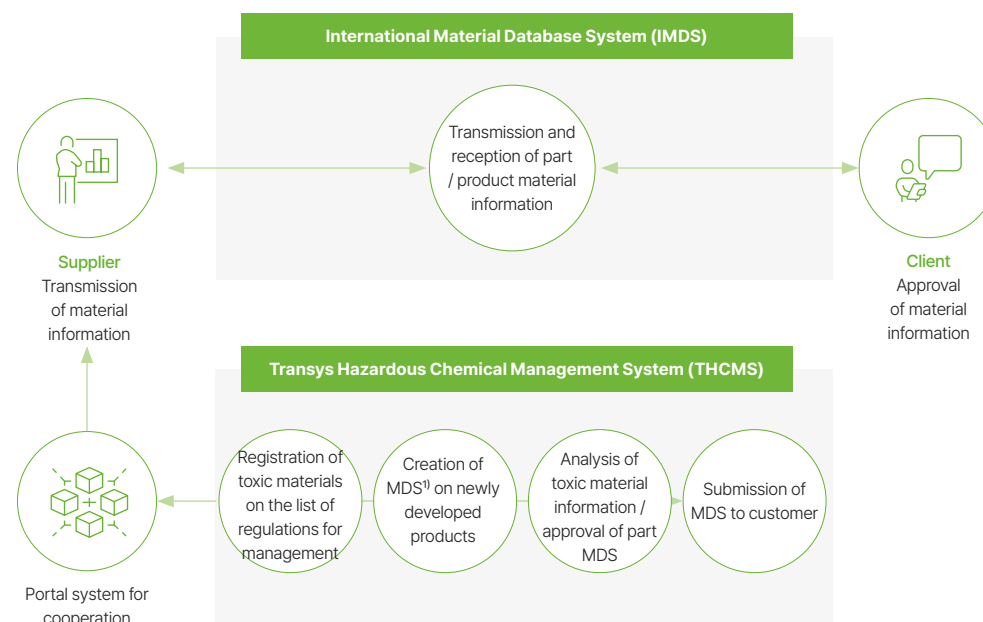 International Material Database System (IMDS)
Transmission and
reception of part
/ product material
information
Supplier
Transmission
of material
information
Client
Approval
of material
information
Transys Hazardous Chemical Management System (THCMS)
Registration of
toxic materials
on the list of
regulations for
management
Creation of
MDS¹⁾ on newly
developed
products
Analysis of
toxic material
information /
approval of part
MDS
Submission of
MDS to customer
Portal system for
cooperation